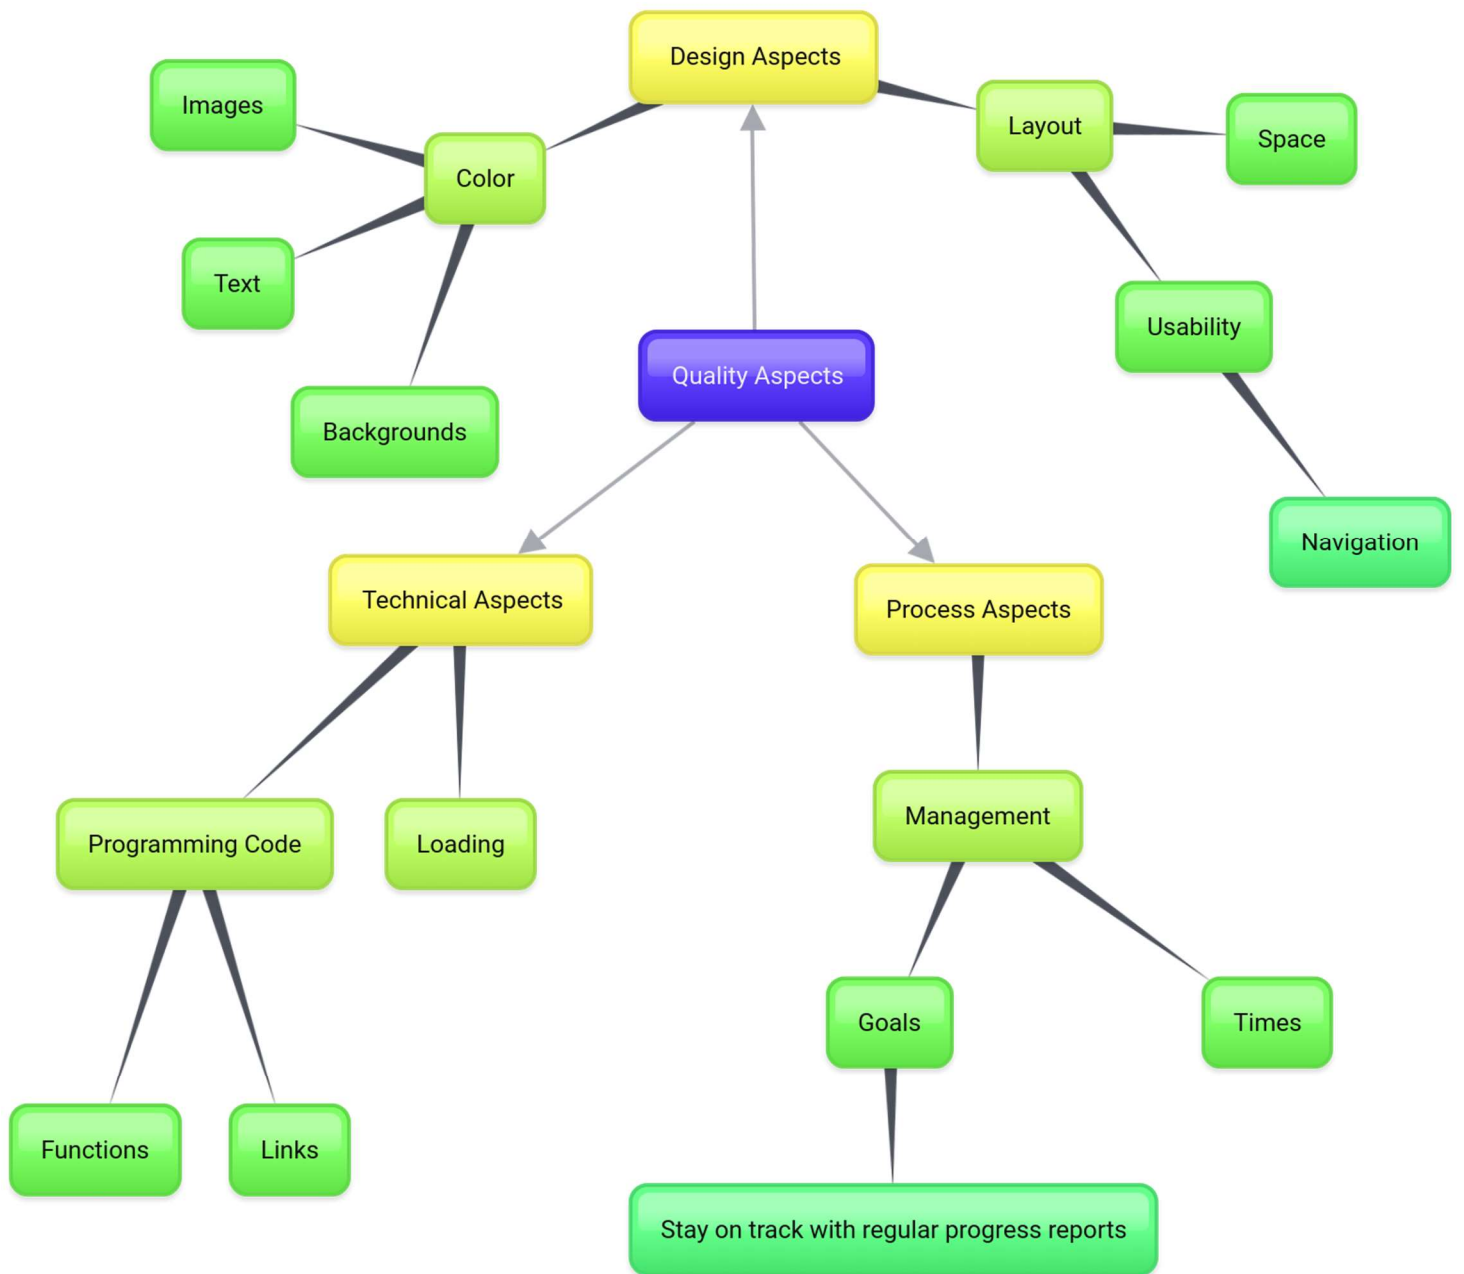 Design Aspects
Images
Layout
Space
Color
Text
Usability
Quality Aspects
Backgrounds
Navigation
Technical Aspects
Process Aspects
Management
Programming Code
Loading
Goals
Times
Functions
Links
Stay on track with regular progress reports